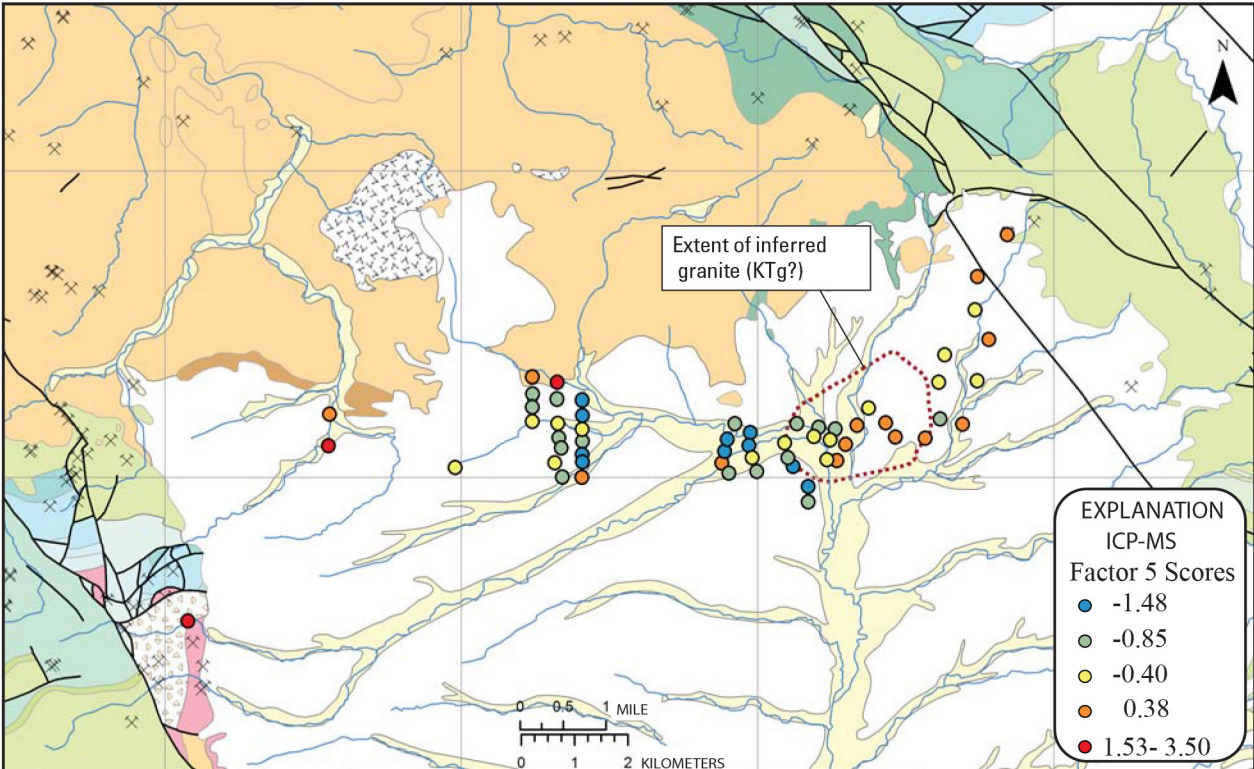 N
Extent of inferred
granite (KTg?)
EXPLANATION
ICP-MS
Factor 5 Scores
-1.48
-0.85
-0.40
0.38
1.53- 3.50
0 0.5 1 MILE
0 1 2 KILOMETERS